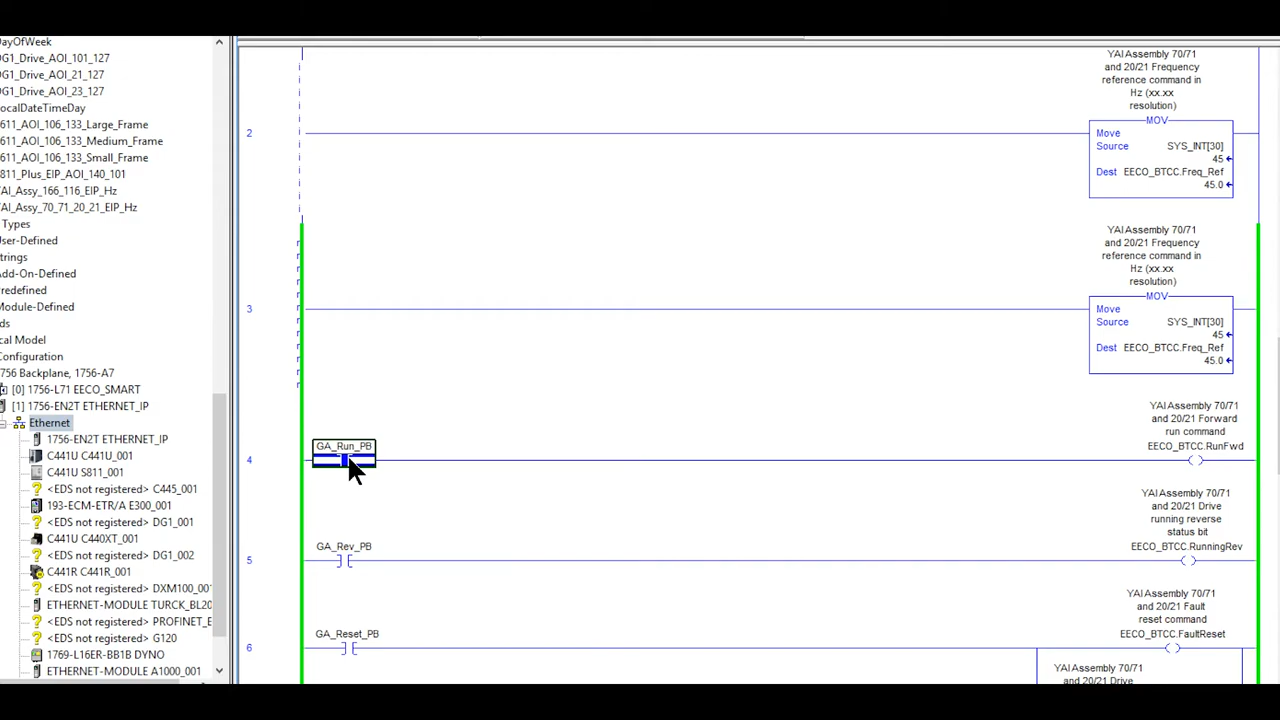 DayOfWeek
DG1_Drive_AOI_101_127
DG1_Drive_AOI_21_127
DG1_Drive_AOI_23_127
LocalDateTimeDay
611_AOI_106_133_Large_Frame
611_AOI_106_133_Medium_Frame
611_AOI_106_133_Small_Frame
811_Plus_EIP_AOI_140_101
YAI_Assy_166_116_EIP_Hz
YAI_Assy_70_71_20_21_EIP_Hz
Types
User-Defined
Strings
Add-On-Defined
Predefined
Module-Defined
ds
cal Model
Configuration
1756 Backplane, 1756-A7
[0] 1756-L71 EECO_SMART
[1] 1756-EN2T ETHERNET_IP
Ethernet
1756-EN2T ETHERNET_IP
C441U C441U_001
C441U S811_001
<EDS not registered> C445_001
193-ECM-ETR/A E300_001
<EDS not registered> DG1_001
C441U C440XT_001
<EDS not registered> DG1_002
C441R C441R_001
<EDS not registered> DXM100_00
ETHERNET-MODULE TURCK_BL20
<EDS not registered> PROFINET_E
<EDS not registered> G120
1769-L16ER-BB1B DYNO
ETHERNET-MODULE A1000_001
YAI Assembly 70/71
and 20/21 Frequency
reference command in
Hz (xx.xx
resolution)
2
MOV
Move
Source SYS_INT[30]
45
Dest EECO_BTCC.Freq_Ref
45.0
YAI Assembly 70/71
and 20/21 Frequency
reference command in
Hz (xx.xx
resolution)
3
MOV
Move
Source SYS_INT[30]
45
Dest EECO_BTCC.Freq_Ref
45.0
YAI Assembly 70/71
and 20/21 Forward
run command
GA_Run_PB EECO_BTCC.RunFwd
4
YAI Assembly 70/71
and 20/21 Drive
running reverse
status bit
GA_Rev_PB EECO_BTCC.RunningRev
5
YAI Assembly 70/71
and 20/21 Fault
reset command
GA_Reset_PB EECO_BTCC.FaultReset
6
YAI Assembly 70/71
and 20/21 Drive